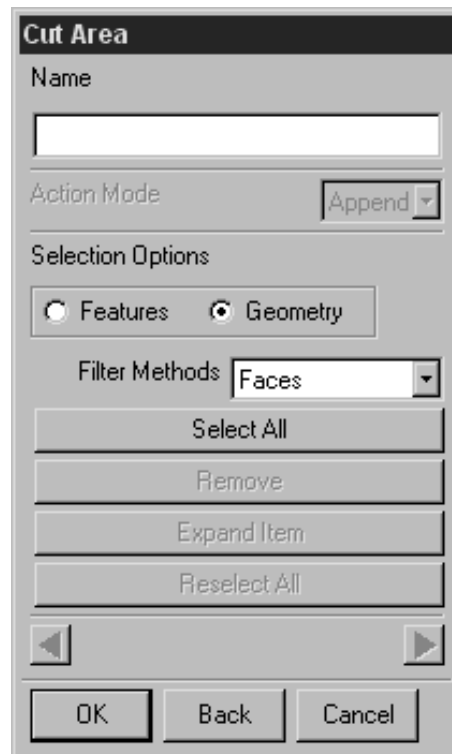 Cut Area
Name
Action Mode Append
Selection Options
Features Geometry
Filter Methods Faces
Select All
Remove
Expand Item
Reselect All
OK Back Cancel